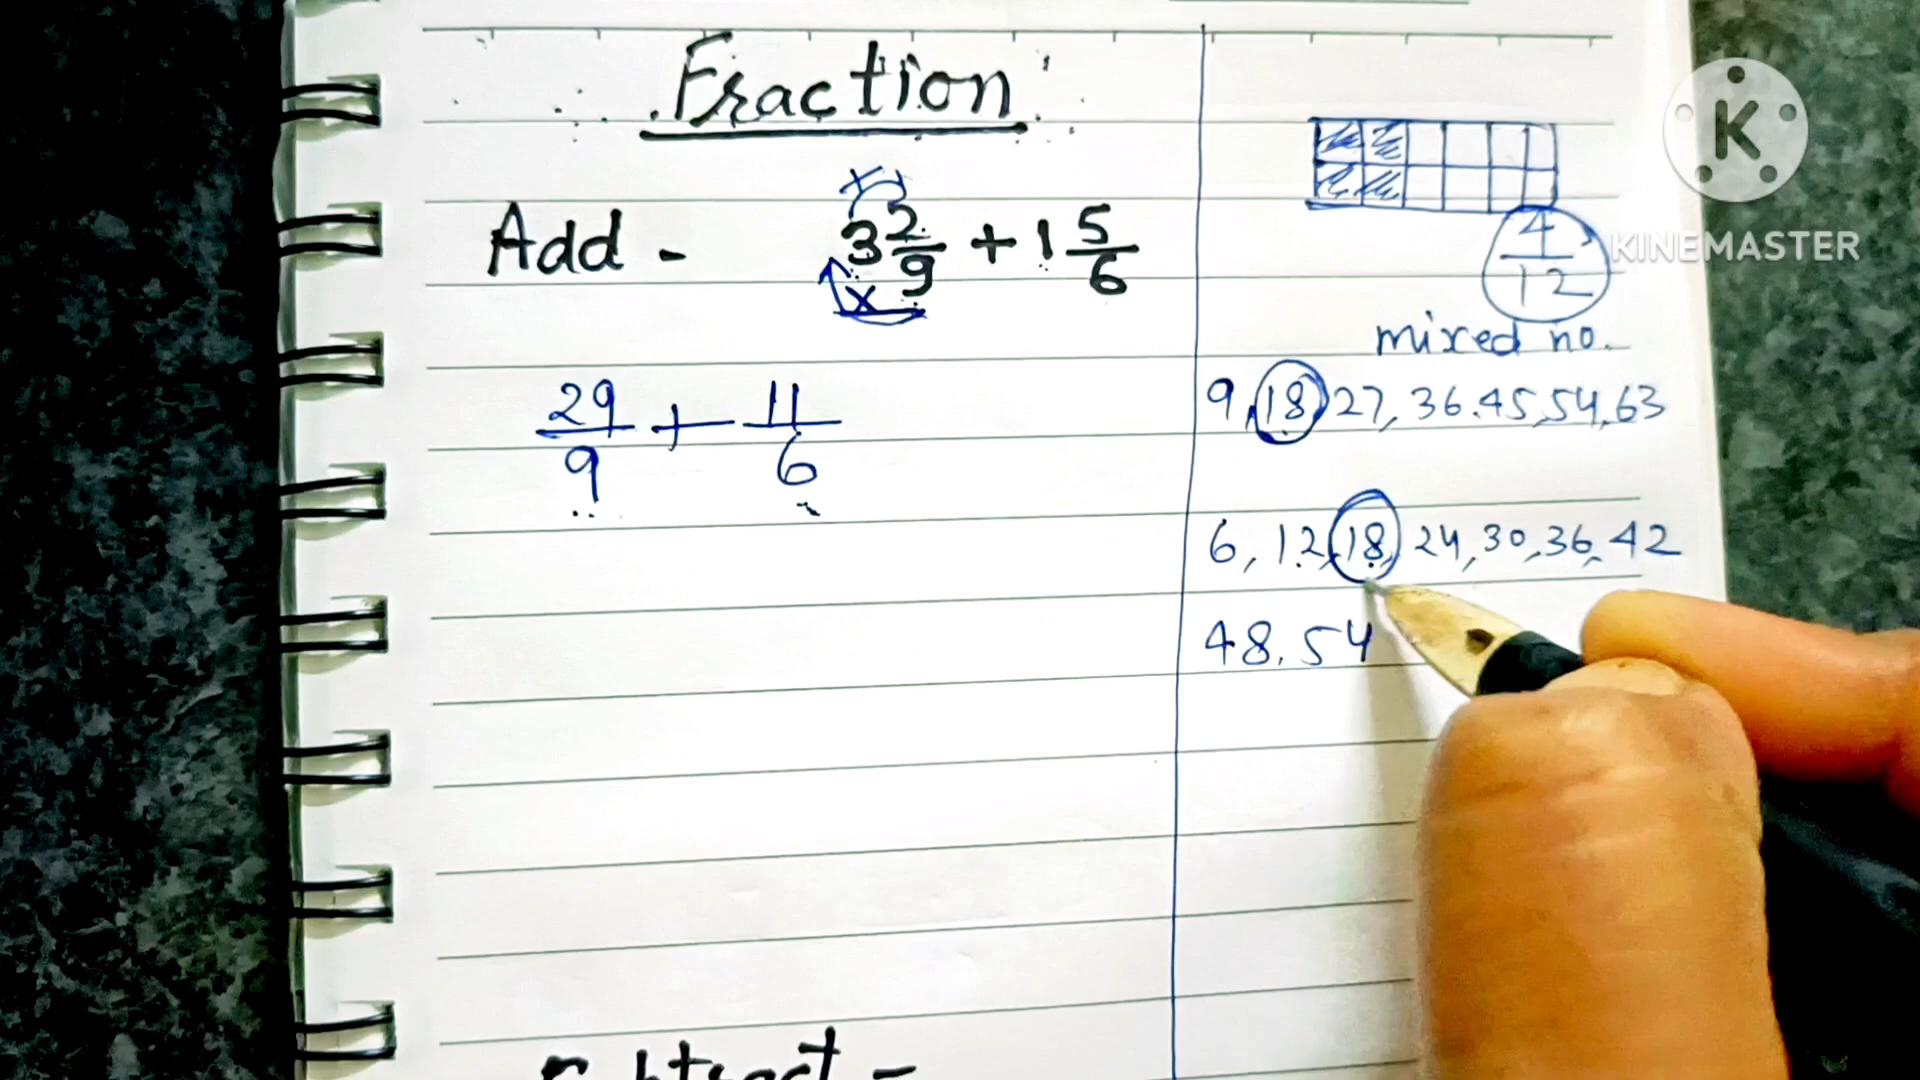 Fraction
Add - 3 2/9 + 1 5/6
x
x
29/9 + 11/6
4/12
mixed no.
9, 18, 27, 36.45,54,63
6, 12, 18, 24,30,36,42
48,54
Subtract -
K
KINEMASTER